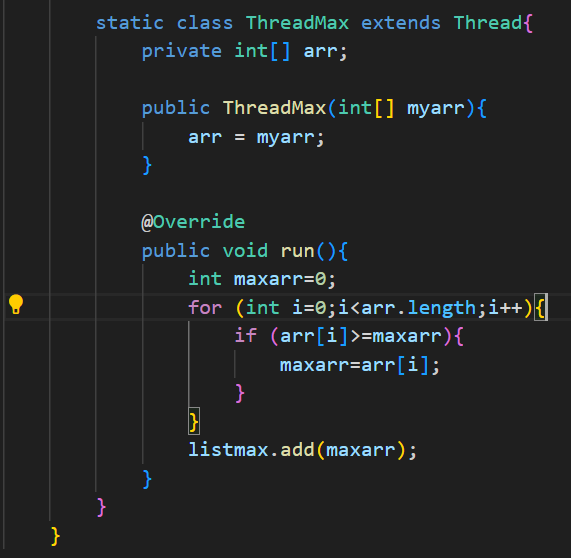 static class ThreadMax extends Thread{
private int[] arr;
public ThreadMax(int[] myarr){
arr = myarr;
}
@Override
public void run(){
int maxarr=0;
for (int i=0;i<arr.length;i++){
if (arr[i]>=maxarr){
maxarr=arr[i];
}
}
listmax.add(maxarr);
}
}
}